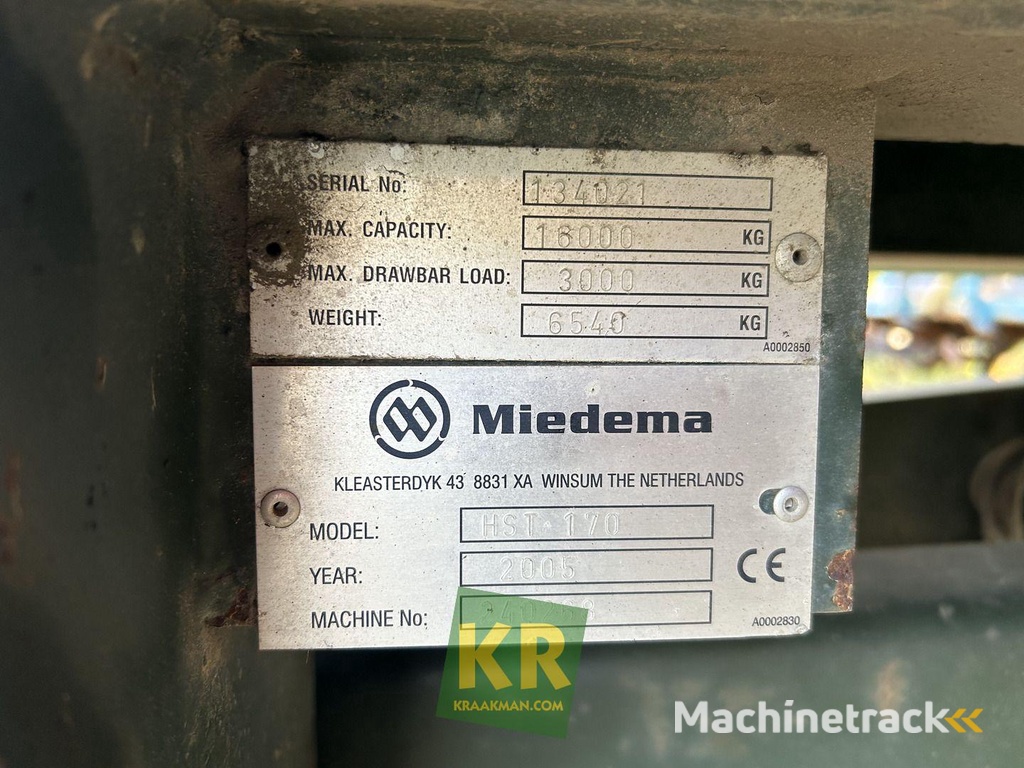 SERIAL No: 134021
MAX. CAPACITY: 16000 KG
MAX. DRAWBAR LOAD: 3000 KG
WEIGHT: 6540 KG
A0002850
Miedema
KLEASTERDYK 43 8831 XA WINSUM THE NETHERLANDS
MODEL: HST 170
YEAR: 2005
CE
MACHINE No:
A0002830
KR
KRAAKMAN.COM
Machinetrack